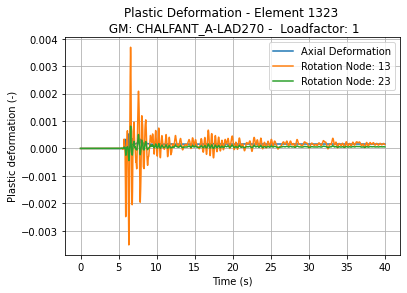 Plastic Deformation - Element 1323
GM: CHALFANT_A-LAD270 - Loadfactor: 1
Axial Deformation
Rotation Node: 13
Rotation Node: 23
Plastic deformation (-)
0.004
0.003
0.002
0.001
0.000
−0.001
−0.002
−0.003
0 5 10 15 20 25 30 35 40
Time (s)